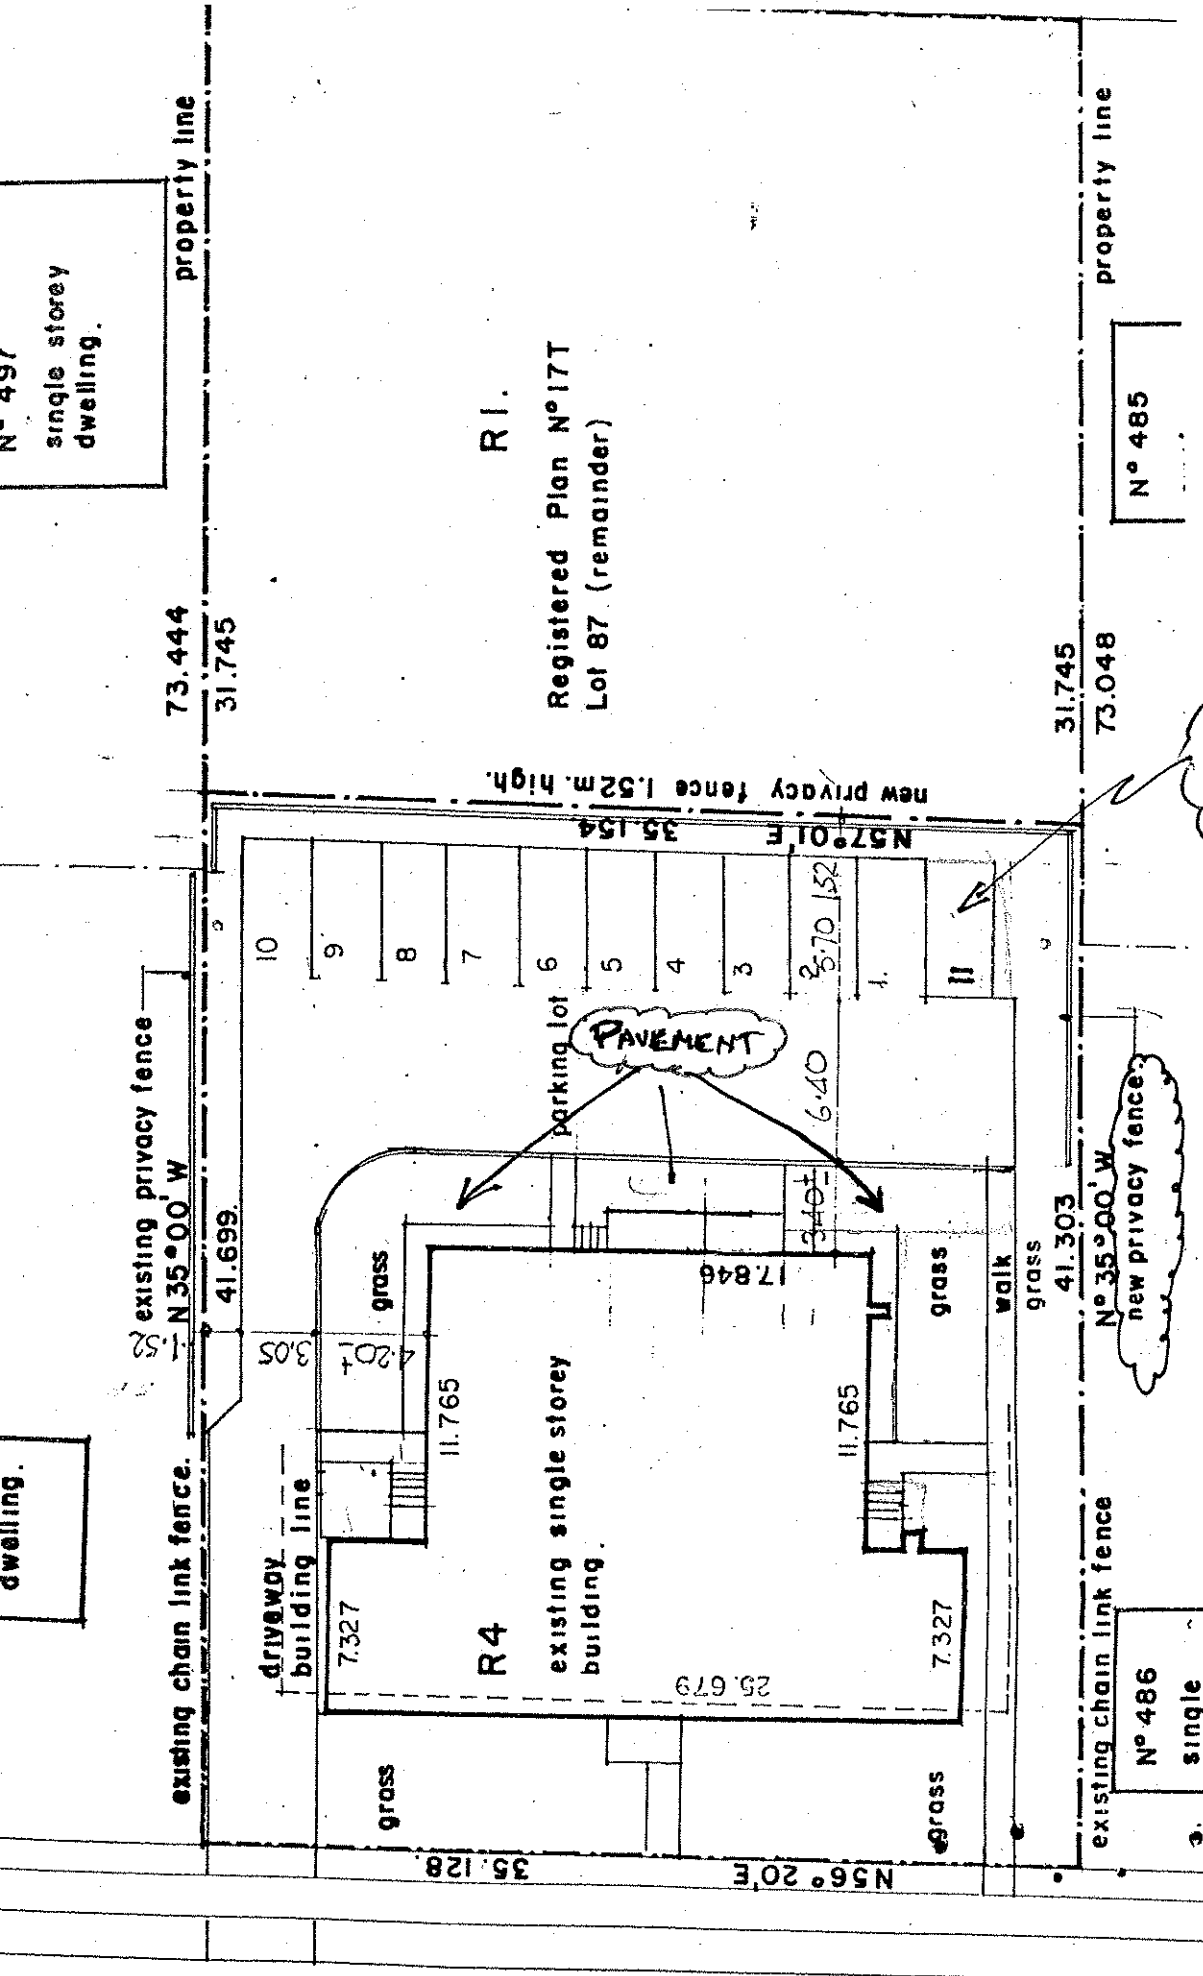 property line
N° 497
single storey
dwelling.
property line
R1.
Registered Plan N° 17T
Lot 87 (remainder)
N° 485
73.444
31.745
31.745
73.048
new privacy fence 1.52m. high.
N57°01'E 35.154
existing privacy fence
N 35°00' W
41.699.
10
9
8
7
6
5
4
3
2
1.
11
5.70 1.52
6.40
3.40±
parking lot
PAVEMENT
1.52
3.05
4.20±
grass
17.846
grass
walk
grass
41.303
N° 35°00' W
new privacy fence
11.765
11.765
existing single storey
building.
R4
dwelling.
existing chain link fence.
driveway
building line
7.327
7.327
25.679
existing chain link fence
N° 486
single
grass
grass
N56°20'E 35.128.